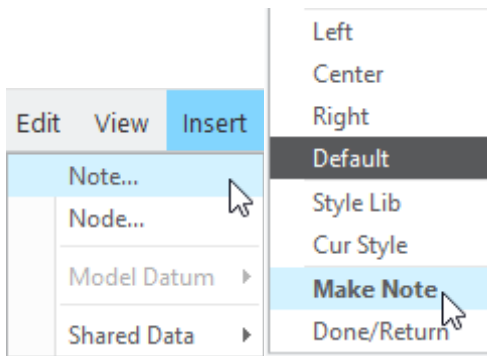 Edit View Insert
Note...
Node...
Model Datum
Shared Data
Left
Center
Right
Default
Style Lib
Cur Style
Make Note
Done/Return